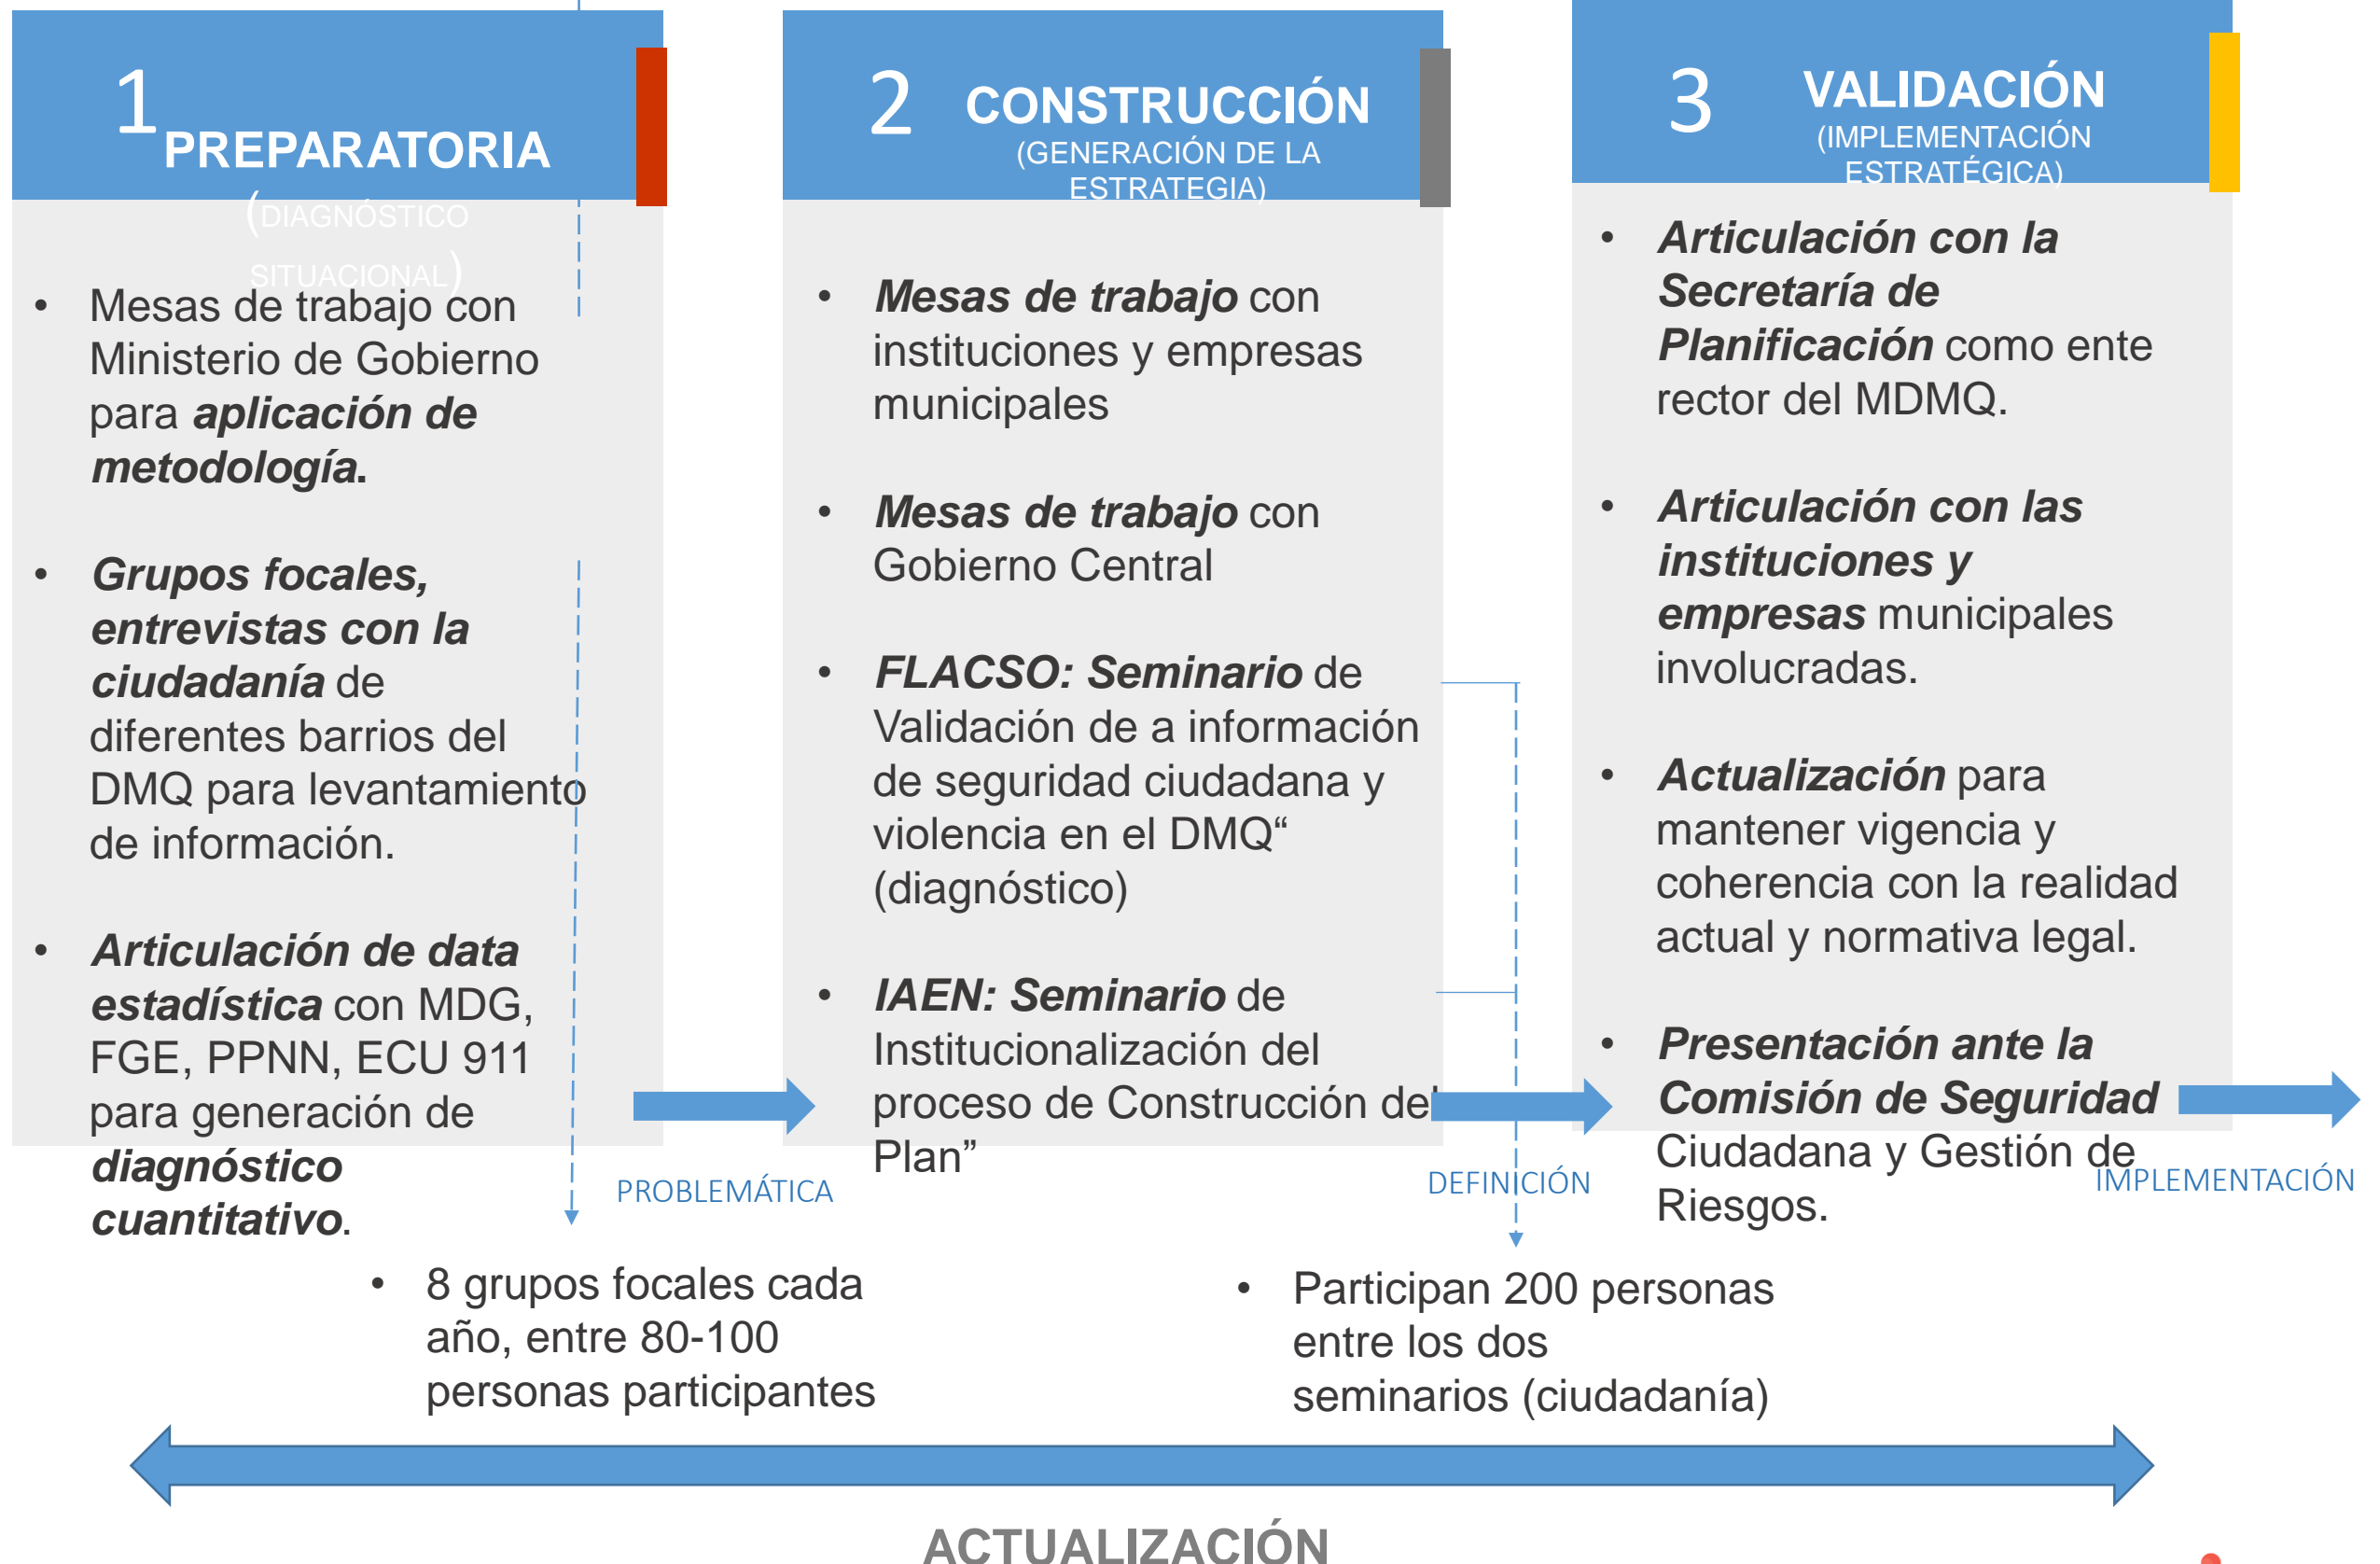 1
PREPARATORIA
(DIAGNÓSTICO
SITUACIONAL)
• Mesas de trabajo con
Ministerio de Gobierno
para aplicación de
metodología.
• Grupos focales,
entrevistas con la
ciudadanía de
diferentes barrios del
DMQ para levantamiento
de información.
• Articulación de data
estadística con MDG,
FGE, PPNN, ECU 911
para generación de
diagnóstico
cuantitativo.
PROBLEMÁTICA
• 8 grupos focales cada
año, entre 80-100
personas participantes
2 CONSTRUCCIÓN
(GENERACIÓN DE LA
ESTRATEGIA)
• Mesas de trabajo con
instituciones y empresas
municipales
• Mesas de trabajo con
Gobierno Central
• FLACSO: Seminario de
Validación de a información
de seguridad ciudadana y
violencia en el DMQ“
(diagnóstico)
• IAEN: Seminario de
Institucionalización del
proceso de Construcción del
Plan”
DEFINICIÓN
• Participan 200 personas
entre los dos
seminarios (ciudadanía)
3 VALIDACIÓN
(IMPLEMENTACIÓN
ESTRATÉGICA)
• Articulación con la
Secretaría de
Planificación como ente
rector del MDMQ.
• Articulación con las
instituciones y
empresas municipales
involucradas.
• Actualización para
mantener vigencia y
coherencia con la realidad
actual y normativa legal.
• Presentación ante la
Comisión de Seguridad
Ciudadana y Gestión de
Riesgos.
IMPLEMENTACIÓN
ACTUALIZACIÓN